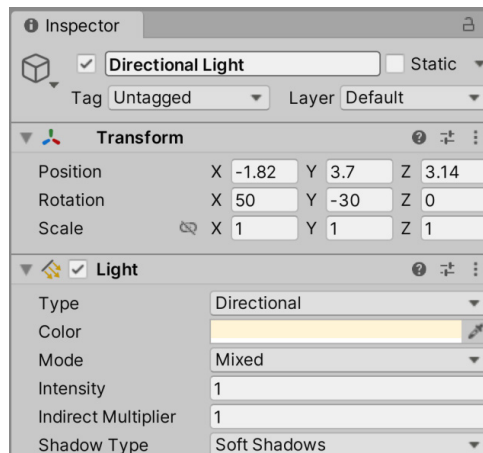 Inspector
Directional Light Static
Tag Untagged Layer Default
Transform
Position X -1.82 Y 3.7 Z 3.14
Rotation X 50 Y -30 Z 0
Scale X 1 Y 1 Z 1
Light
Type Directional
Color
Mode Mixed
Intensity 1
Indirect Multiplier 1
Shadow Type Soft Shadows